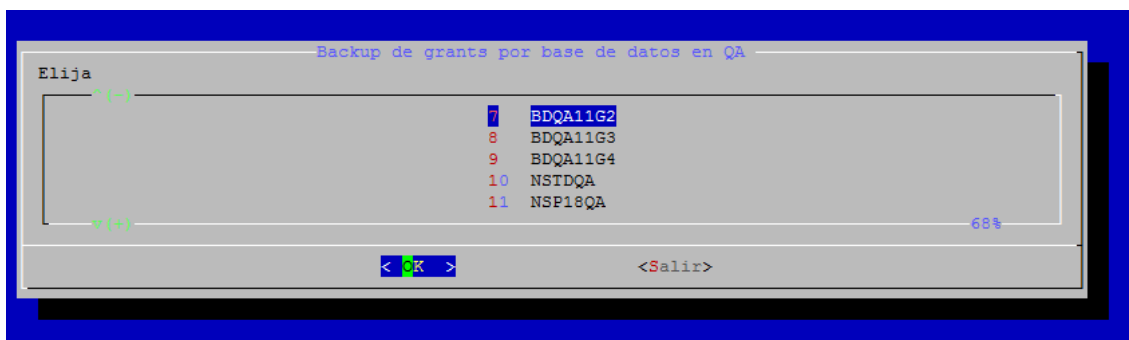 Backup de grants por base de datos en QA
Elija
^(-)
7 BDQA11G2
8 BDQA11G3
9 BDQA11G4
10 NSTDQA
11 NSP18QA
v(+) 68%
< OK > <Salir>